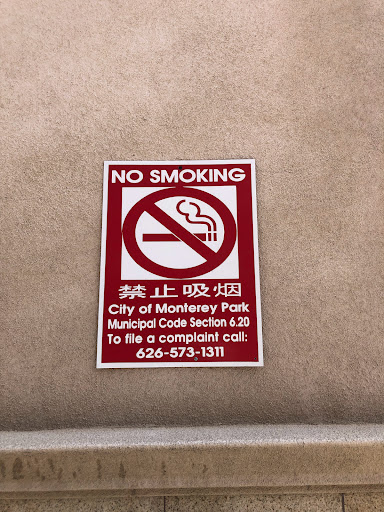 NO SMOKING
禁止吸烟
City of Monterey Park
Municipal Code Section 6.20
To file a complaint call:
626-573-1311